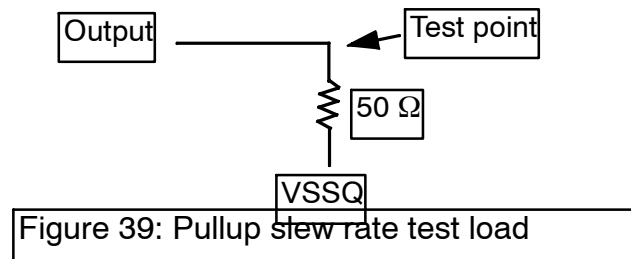 Output
Test point
50 Ω
VSSQ
Figure 39: Pullup slew rate test load